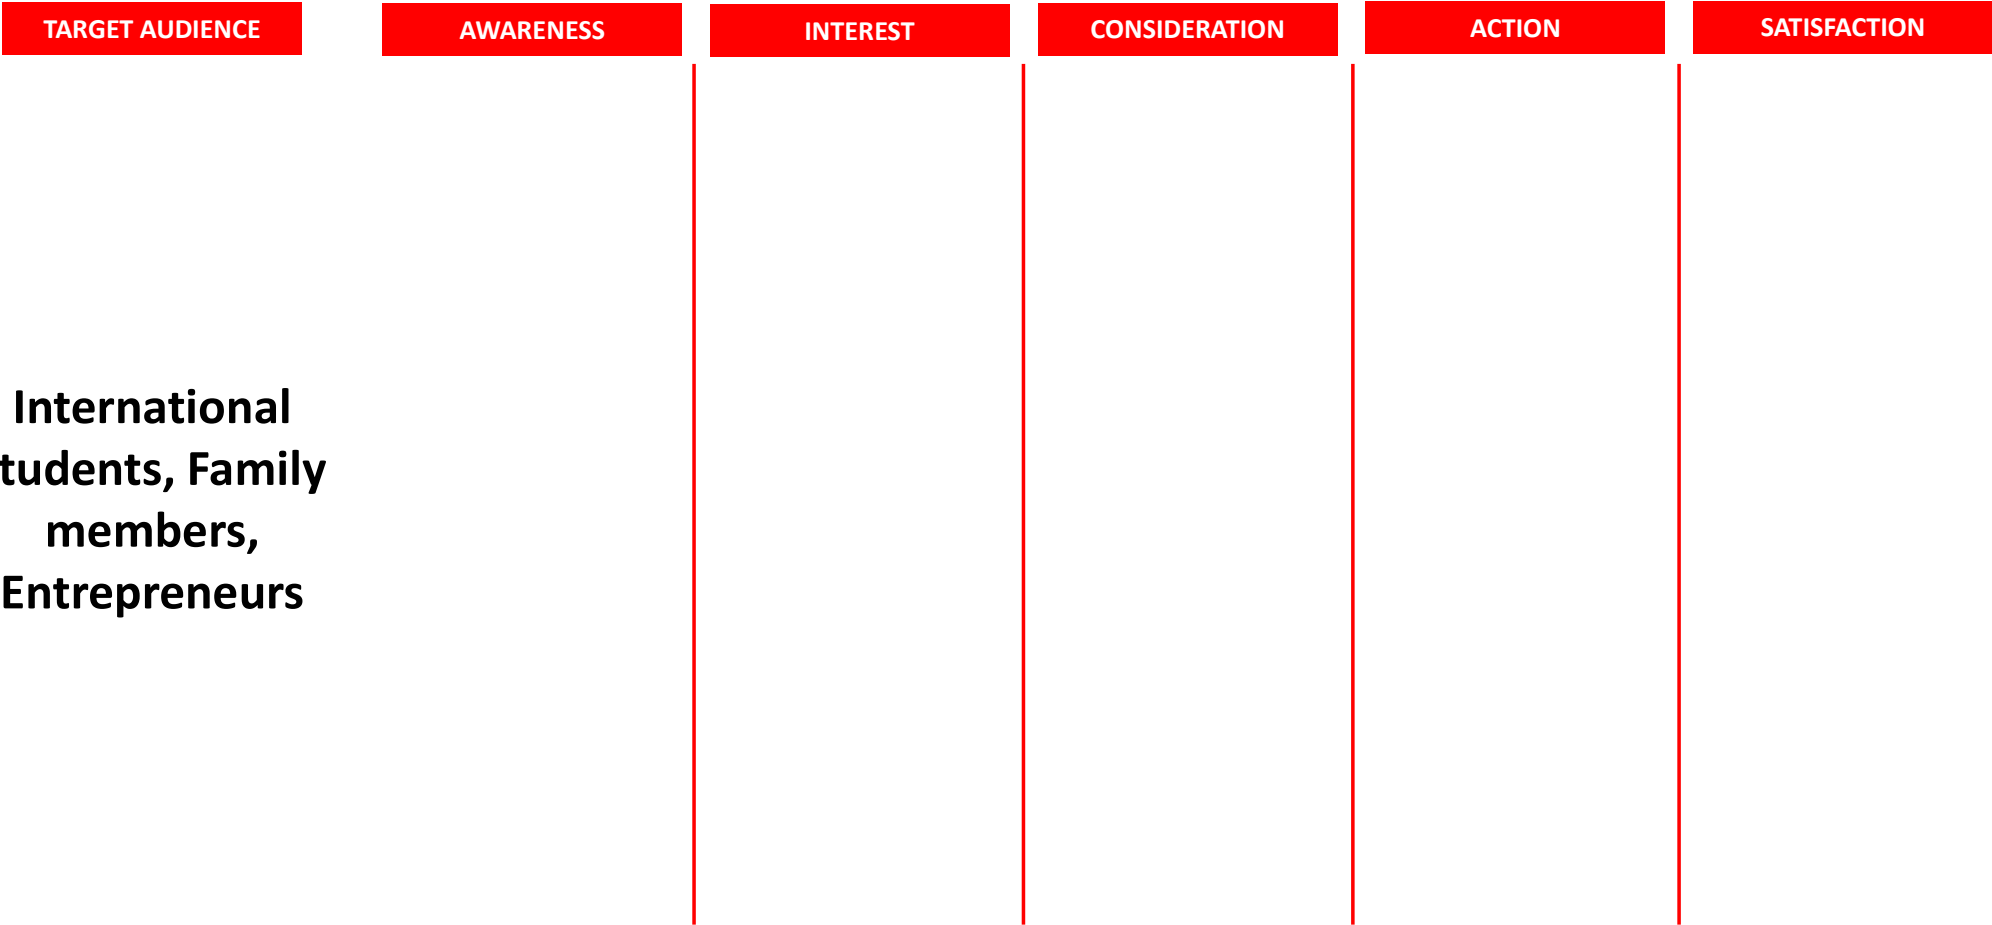 TARGET AUDIENCE
AWARENESS
INTEREST
CONSIDERATION
ACTION
SATISFACTION
International
tudents, Family
members,
Entrepreneurs